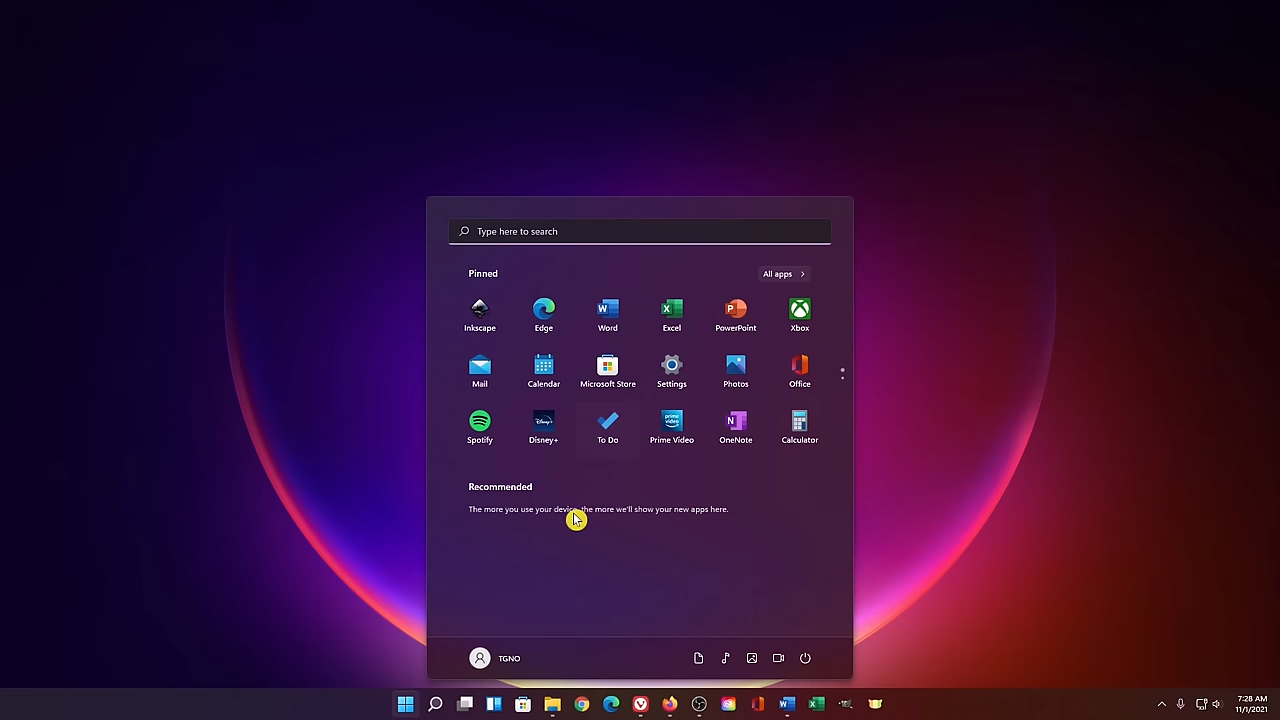 Type here to search
Pinned
All apps
Inkscape
Edge
Word
Excel
PowerPoint
Xbox
Mail
Calendar
Microsoft Store
Settings
Photos
Office
Spotify
Disney+
To Do
Prime Video
OneNote
Calculator
Recommended
The more you use your device, the more we'll show your new apps here.
TGNO
7:28 AM
11/1/2021